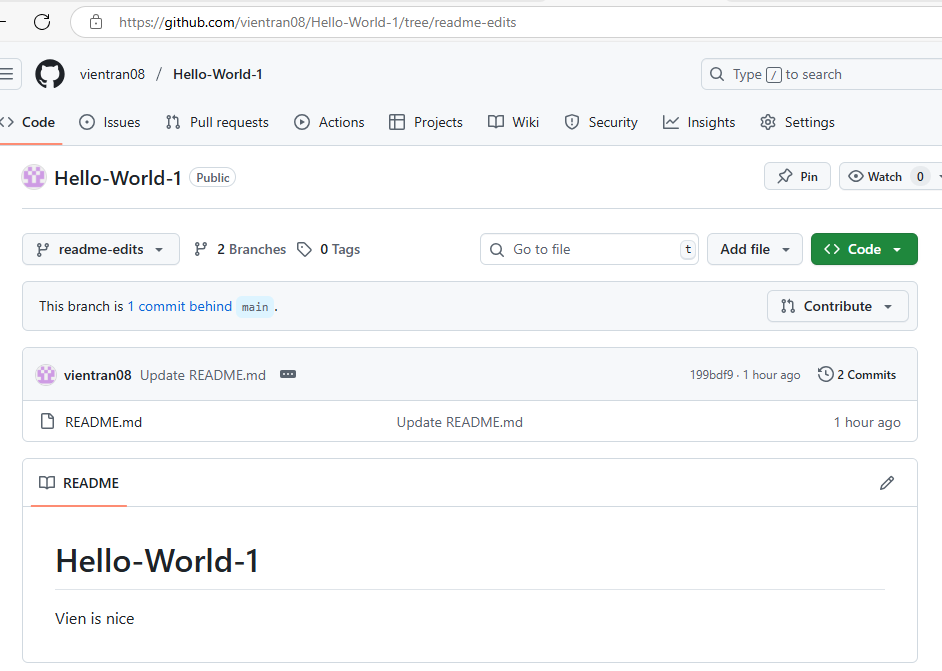 https://github.com/vientran08/Hello-World-1/tree/readme-edits
vientran08 / Hello-World-1
Type / to search
Code Issues Pull requests Actions Projects Wiki Security Insights Settings
Hello-World-1 Public Pin Watch 0
readme-edits 2 Branches 0 Tags Go to file t Add file Code
This branch is 1 commit behind main . Contribute
vientran08 Update README.md 199bdf9 · 1 hour ago 2 Commits
README.md Update README.md 1 hour ago
README
Hello-World-1
Vien is nice